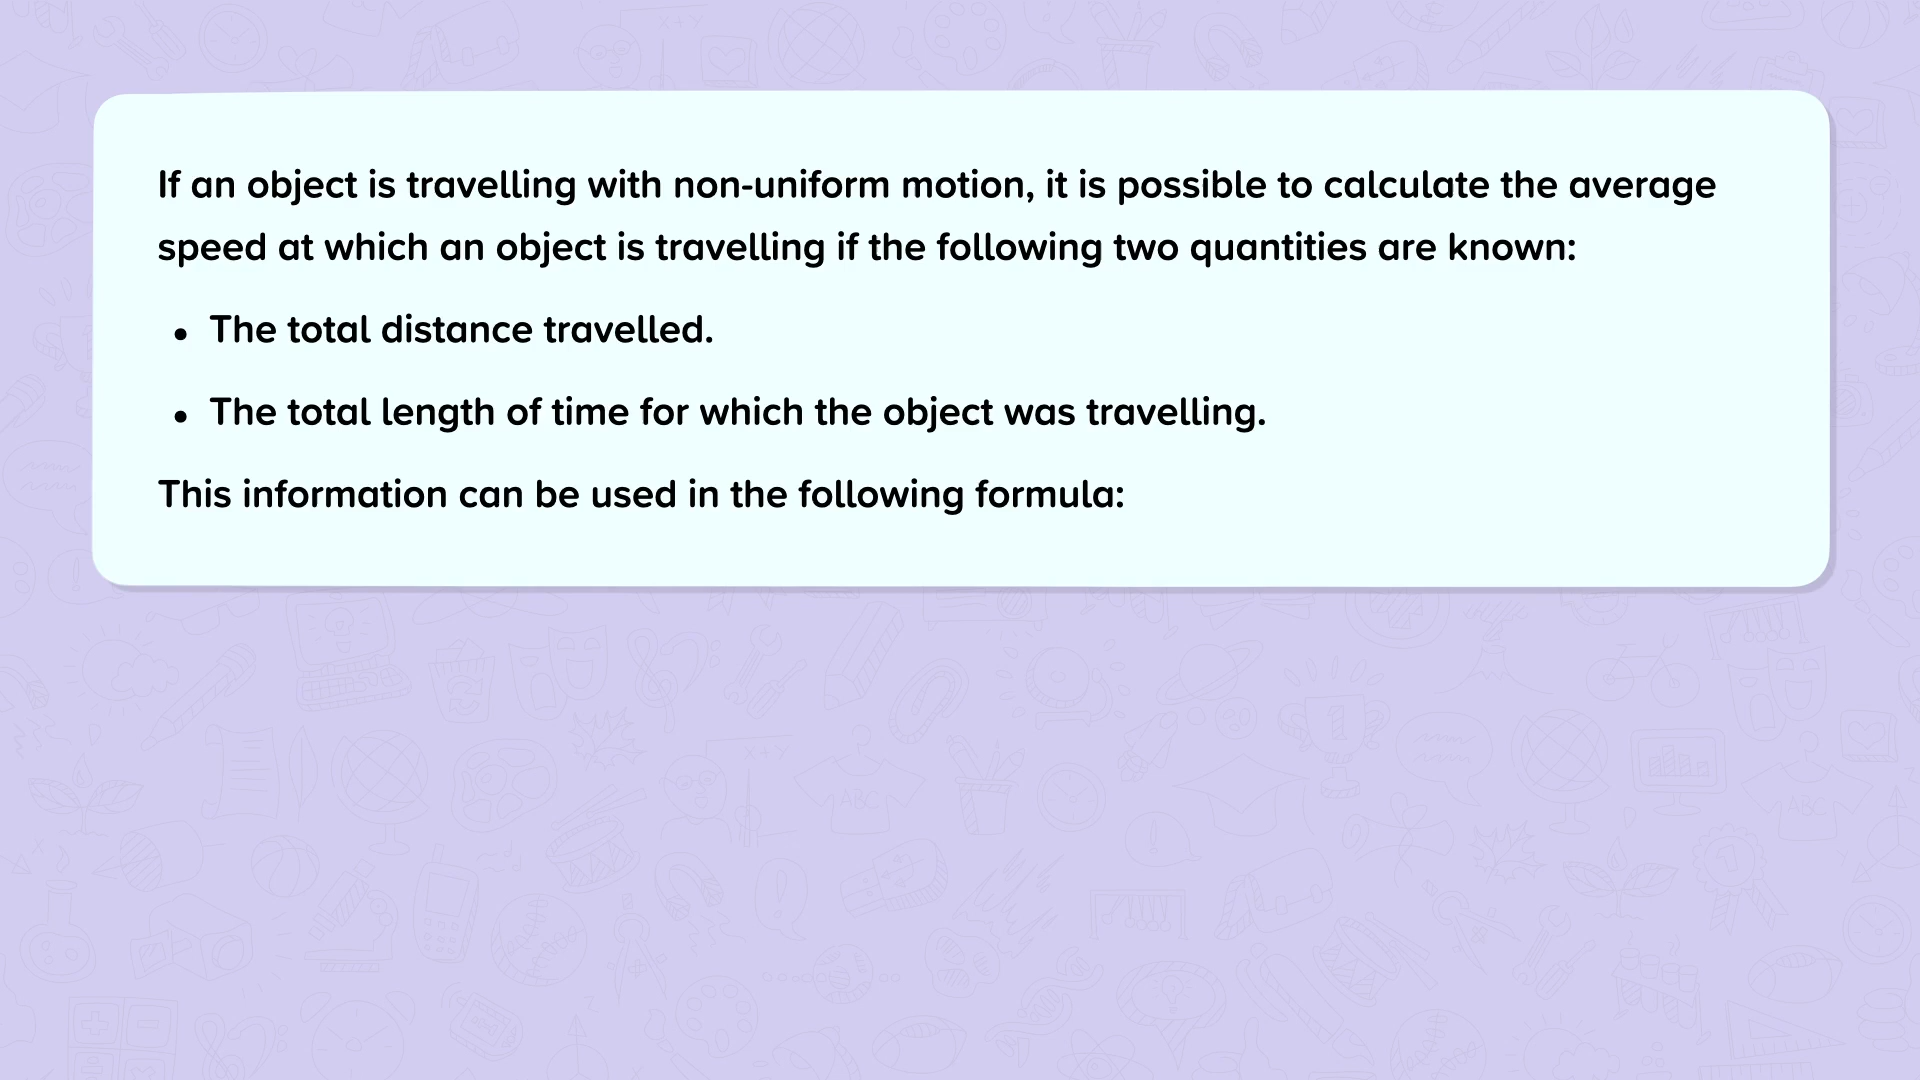 If an object is travelling with non-uniform motion, it is possible to calculate the average
speed at which an object is travelling if the following two quantities are known:
• The total distance travelled.
• The total length of time for which the object was travelling.
This information can be used in the following formula:
x+y
x+y
ABC
ABC